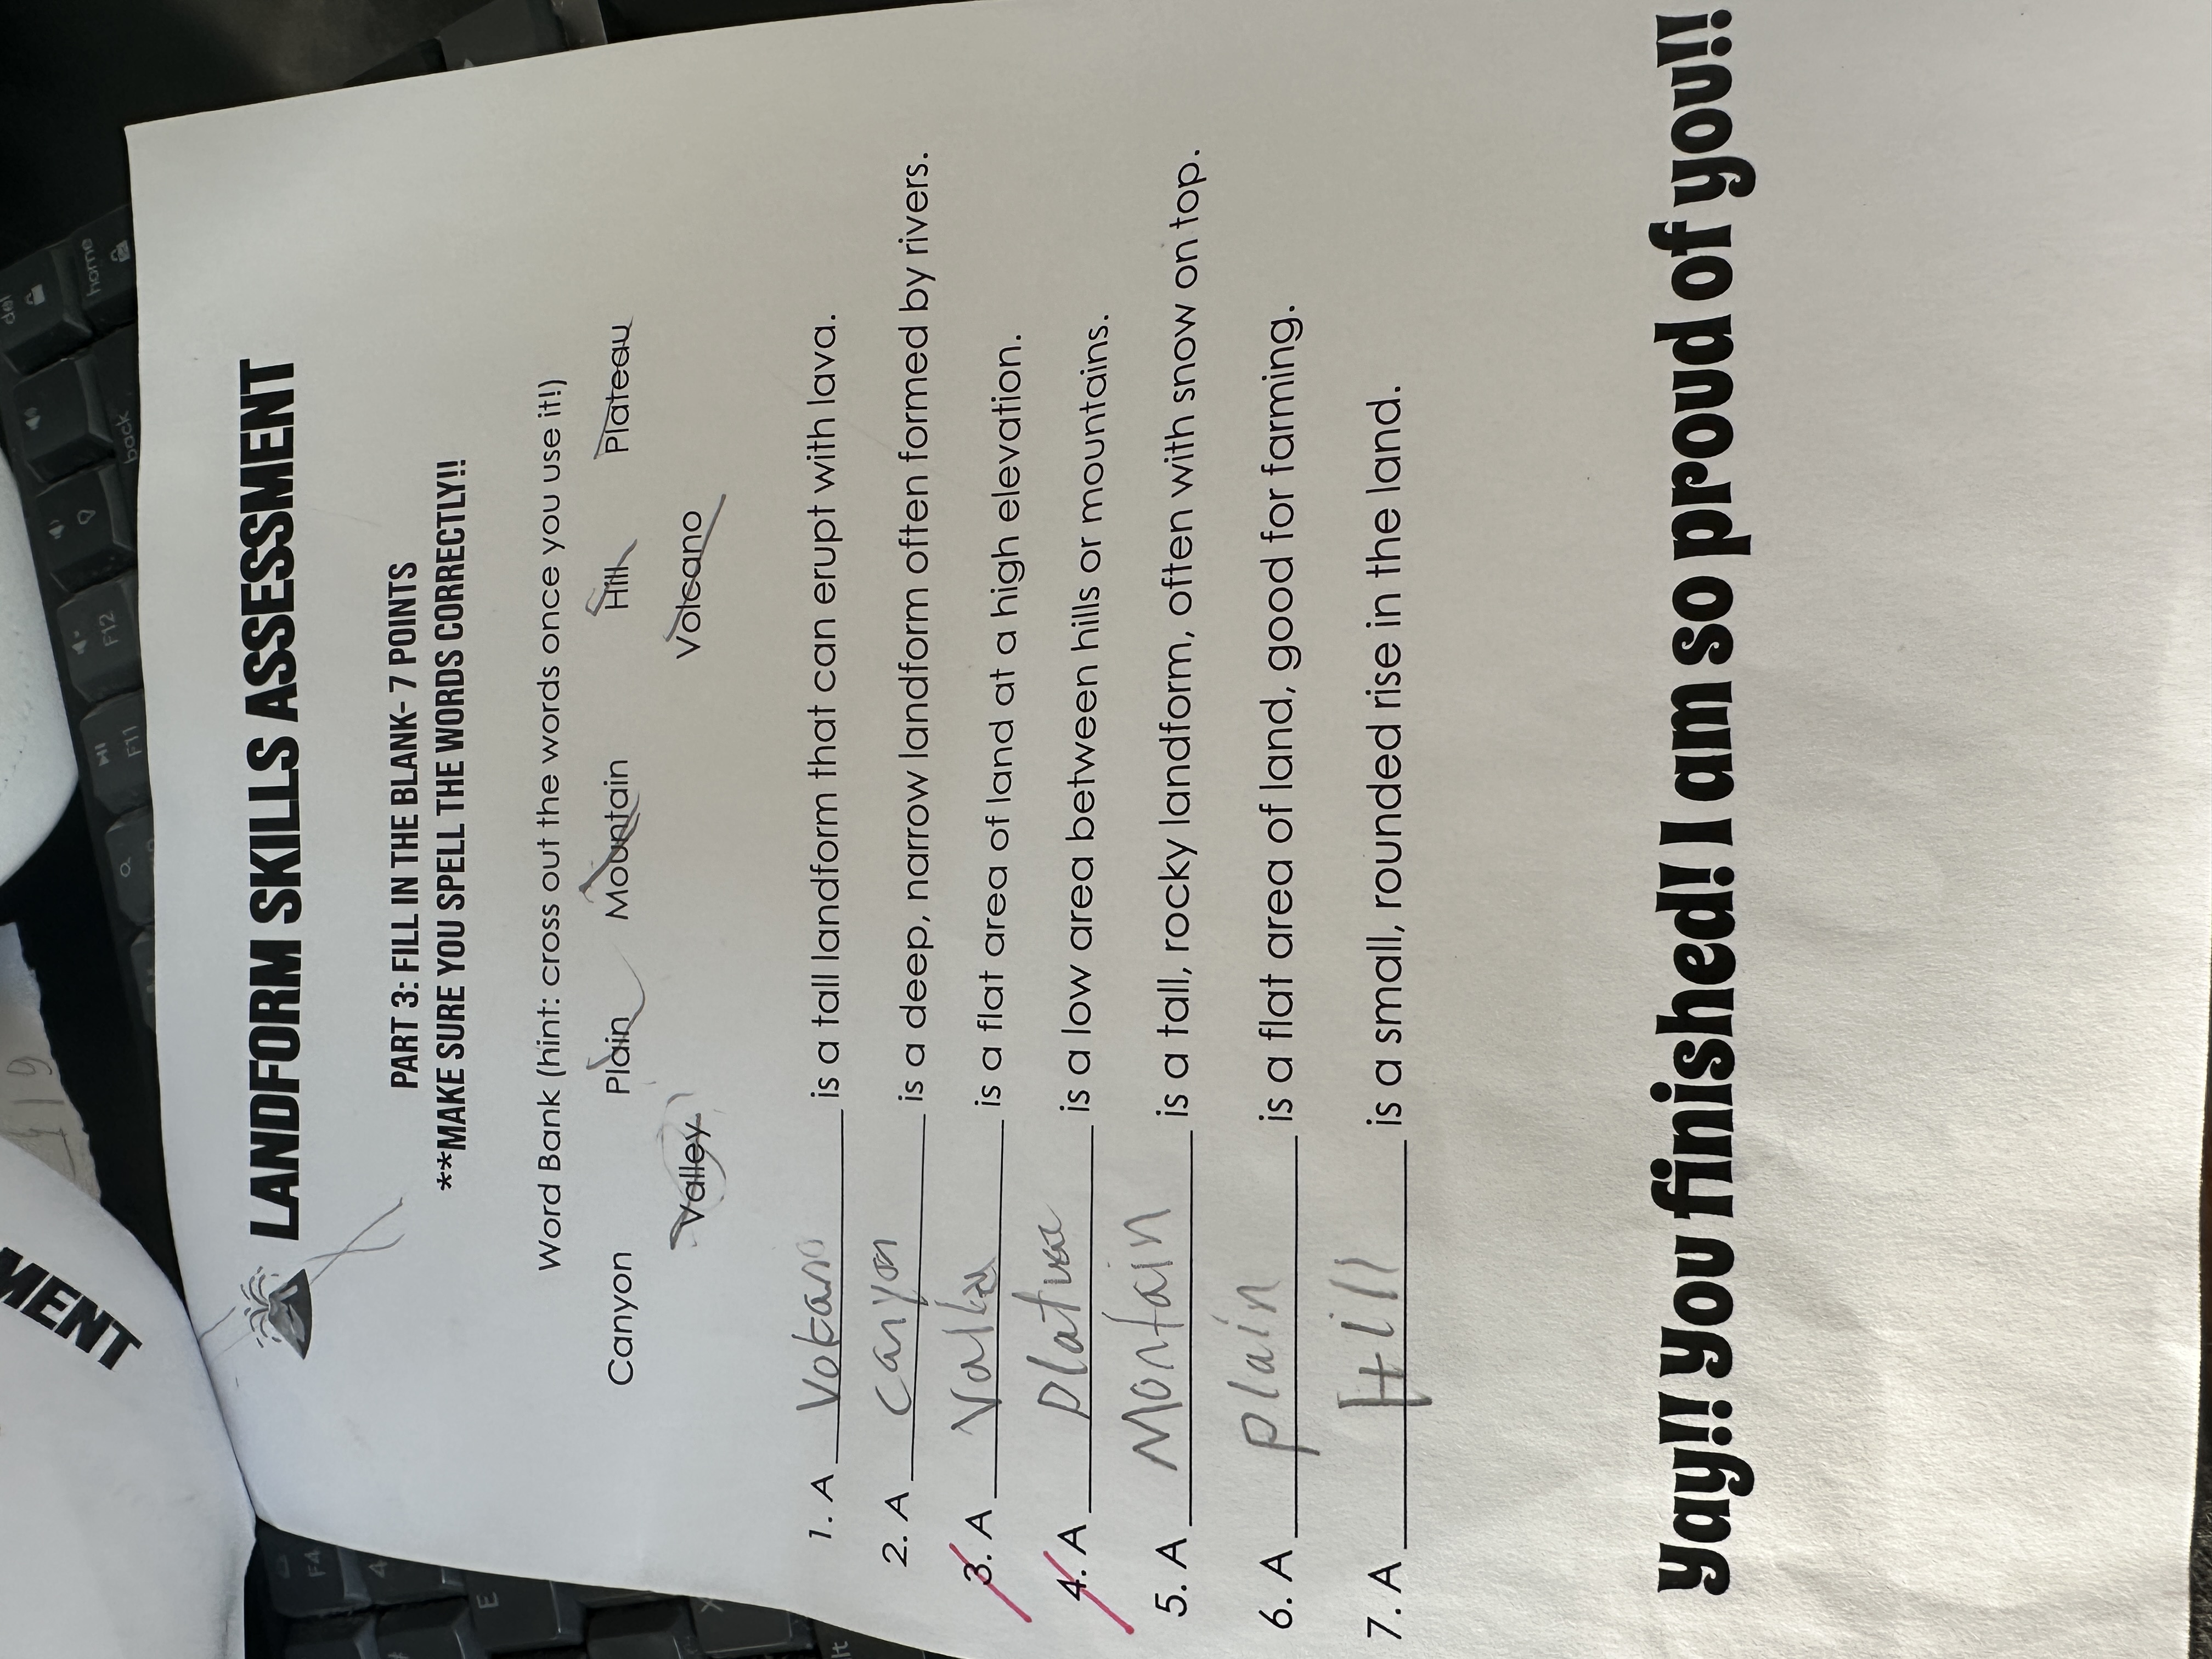 MENT
19
del
home
F11
F12
back
F4
4
E
X
lt
LANDFORM SKILLS ASSESSMENT
PART 3: FILL IN THE BLANK- 7 POINTS
**MAKE SURE YOU SPELL THE WORDS CORRECTLY!!
Word Bank (hint: cross out the words once you use it!)
Canyon Plain Mountain Hill Plateau
Valley Volcano
1. A Volcano is a tall landform that can erupt with lava.
2. A canyon is a deep, narrow landform often formed by rivers.
3. A is a flat area of land at a high elevation.
4. A is a low area between hills or mountains.
5. A Montain is a tall, rocky landform, often with snow on top.
6. A plain is a flat area of land, good for farming.
7. A Hill is a small, rounded rise in the land.
Yay!! You finished! I am so proud of you!!